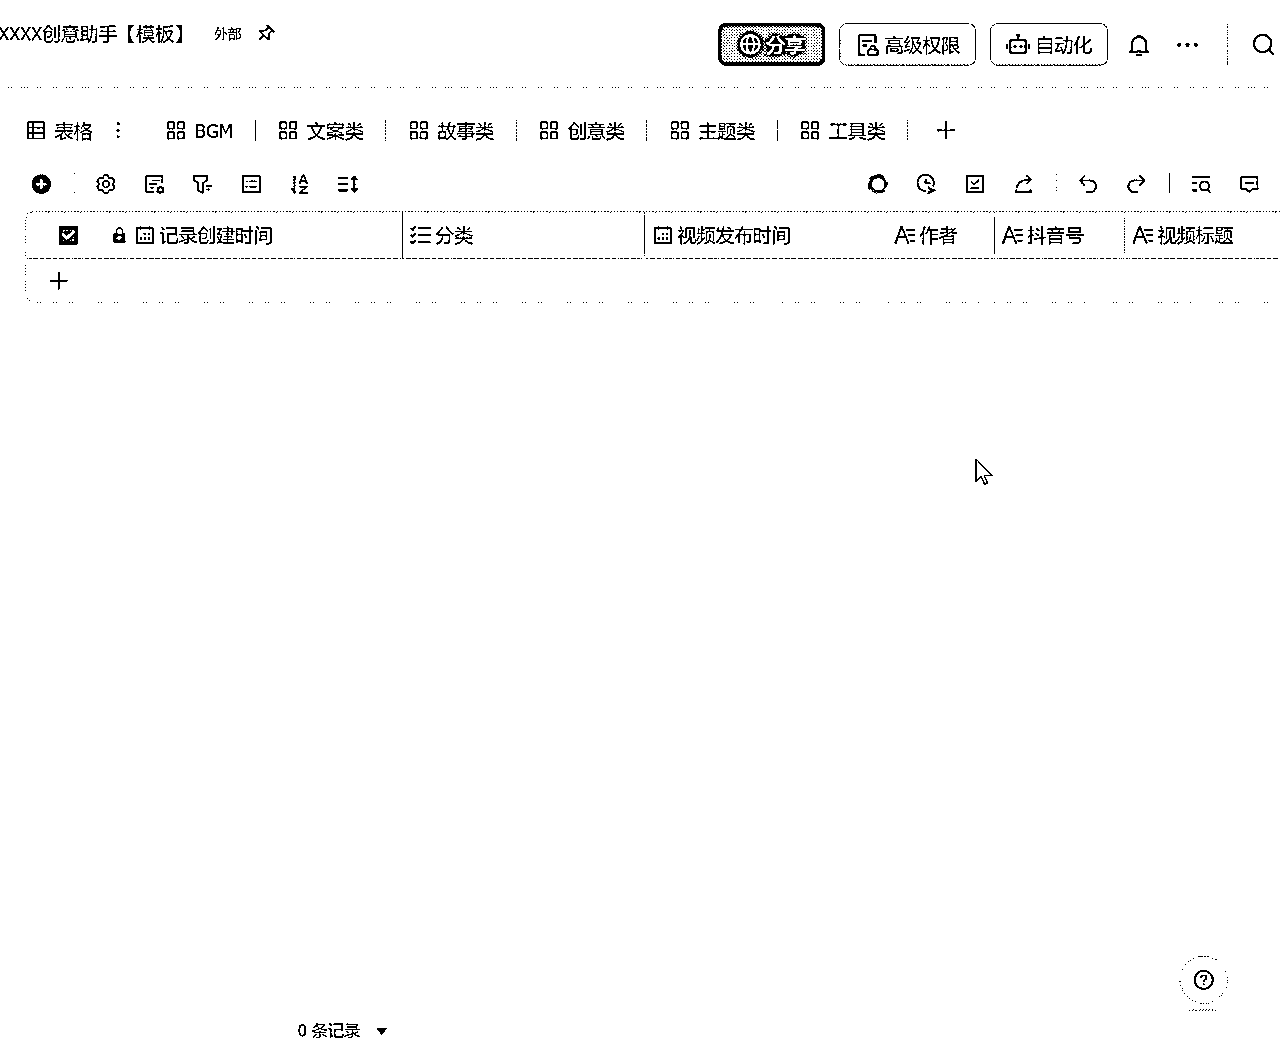 XXXX创意助手【模板】 外部
分享 高级权限 自动化
表格 BGM 文案类 故事类 创意类 主题类 工具类
记录创建时间 分类 视频发布时间 作者 抖音号 视频标题
0 条记录